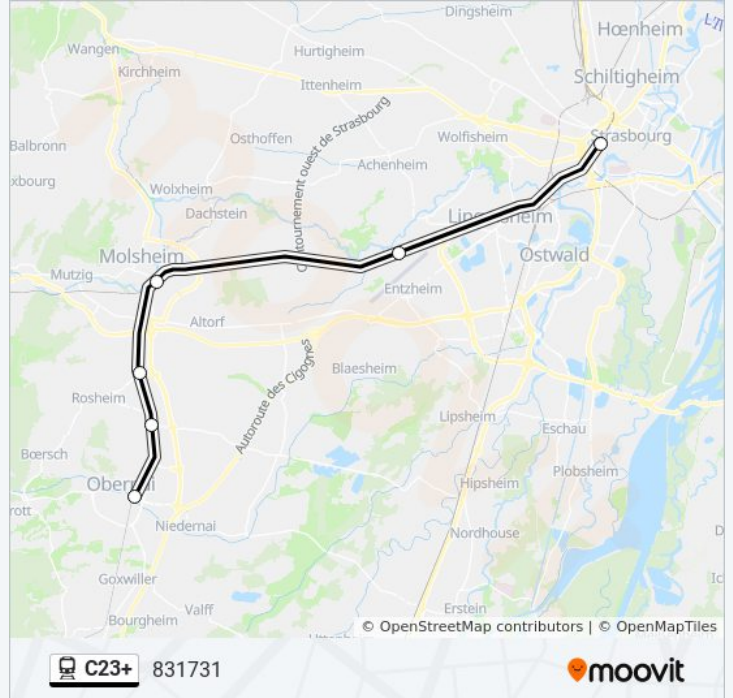 Dingsheim
Hœnheim
Wangen
Hurtigheim
Kirchheim
Schiltigheim
Ittenheim
Contournement ouest de Strasbourg
Balbronn
Osthoffen
Wolfisheim
Strasbourg
xbourg
Achenheim
Wolxheim
Dachstein
Molsheim
Ostwald
Mutzig
Entzheim
Altorf
Autoroute des Cigognes
Blaesheim
Rosheim
Lipsheim
Eschau
Bœrsch
Plobsheim
Hipsheim
rott
Niedernai
Nordhouse
Goxwiller
Valff
Erstein
Bourgheim
© OpenStreetMap contributors | © OpenMapTiles
C23+ 831731
moovit